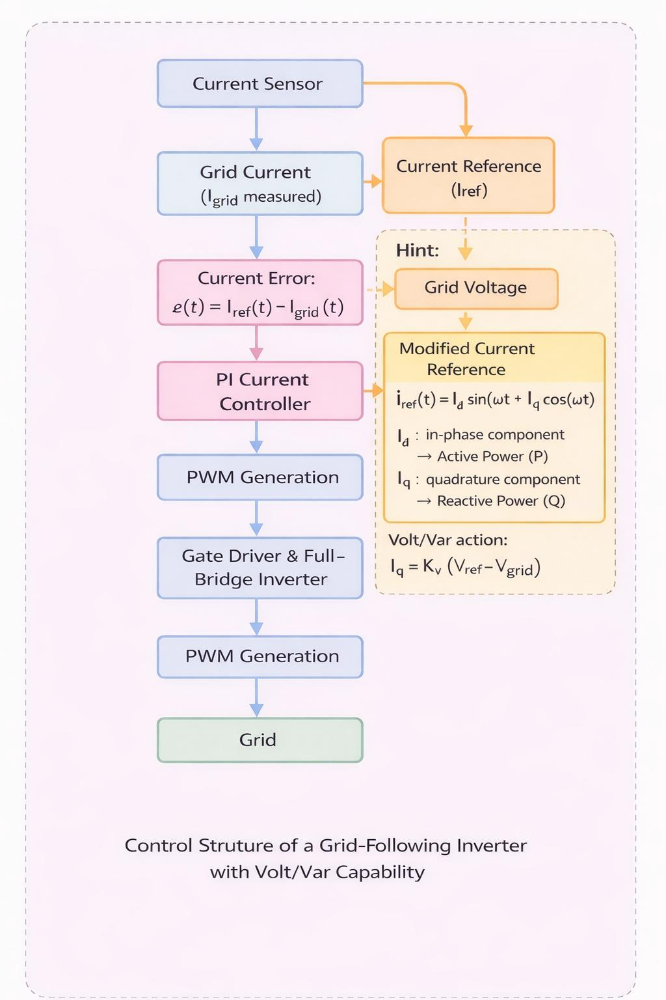 Current Sensor
Grid Current
(Igrid measured)
Current Reference
(Iref)
Hint:
Current Error:
e(t) = Iref(t) – Igrid (t)
Grid Voltage
Modified Current
Reference
PI Current
Controller
iref(t) = Id sin(ωt + Iq cos(ωt)
Id : in-phase component
→ Active Power (P)
Iq : quadrature component
→ Reactive Power (Q)
PWM Generation
Volt/Var action:
Iq = Kv (Vref – Vgrid)
Gate Driver & Full–
Bridge Inverter
PWM Generation
Grid
Control Struture of a Grid-Following Inverter
with Volt/Var Capability